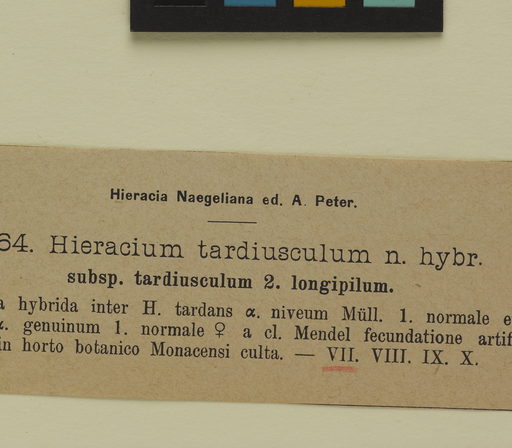 Hieracia Naegeliana ed. A. Peter.
64. Hieracium tardiusculum n. hybr.
subsp. tardiusculum 2. longipilum.
a hybrida inter H. tardans α. niveum Müll. 1. normale e
α. genuinum 1. normale ♀ a cl. Mendel fecundatione artif
in horto botanico Monacensi culta. — VII. VIII. IX. X.